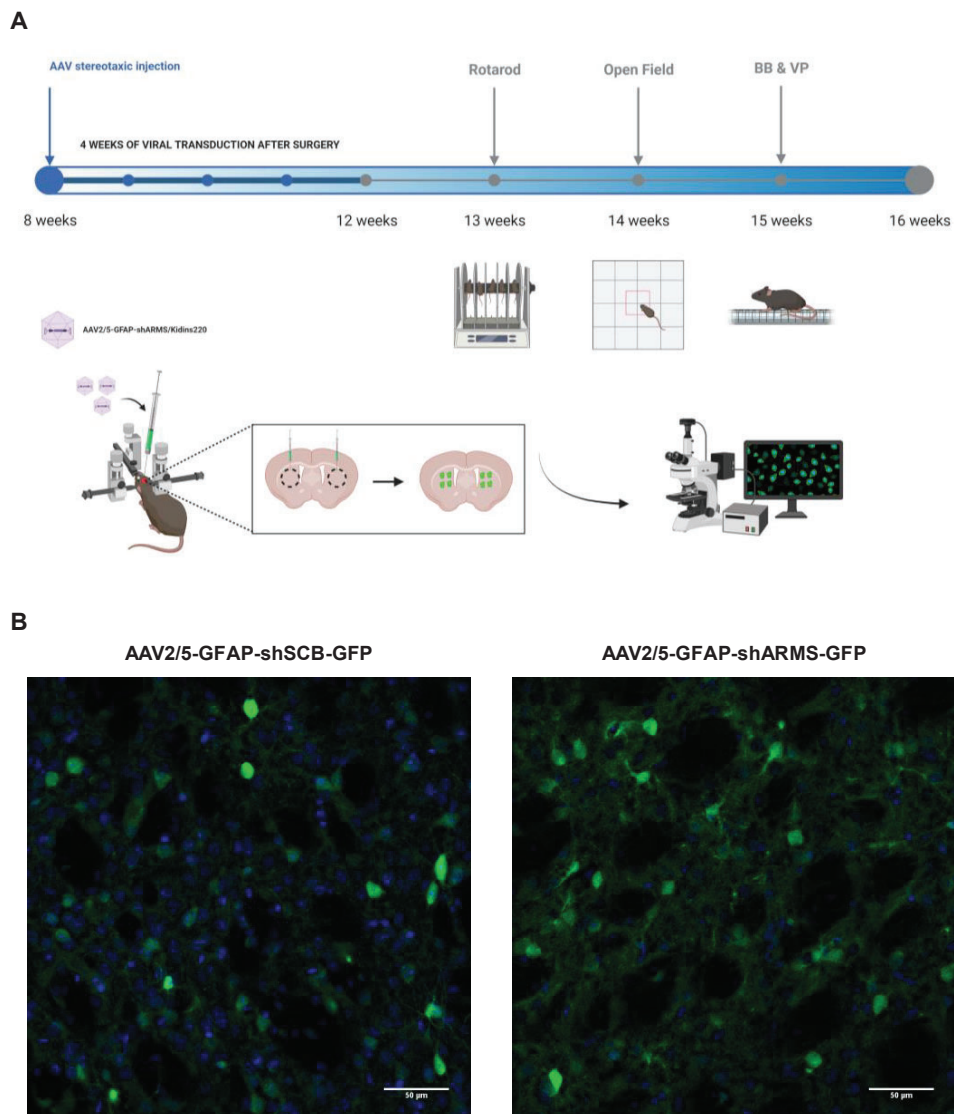 A
AAV stereotaxic injection
Rotarod
Open Field
BB & VP
4 WEEKS OF VIRAL TRANSDUCTION AFTER SURGERY
8 weeks
12 weeks
13 weeks
14 weeks
15 weeks
16 weeks
AAV2/5-GFAP-shARMS/Kidins220
B
AAV2/5-GFAP-shSCB-GFP
AAV2/5-GFAP-shARMS-GFP
50 µm
50 µm